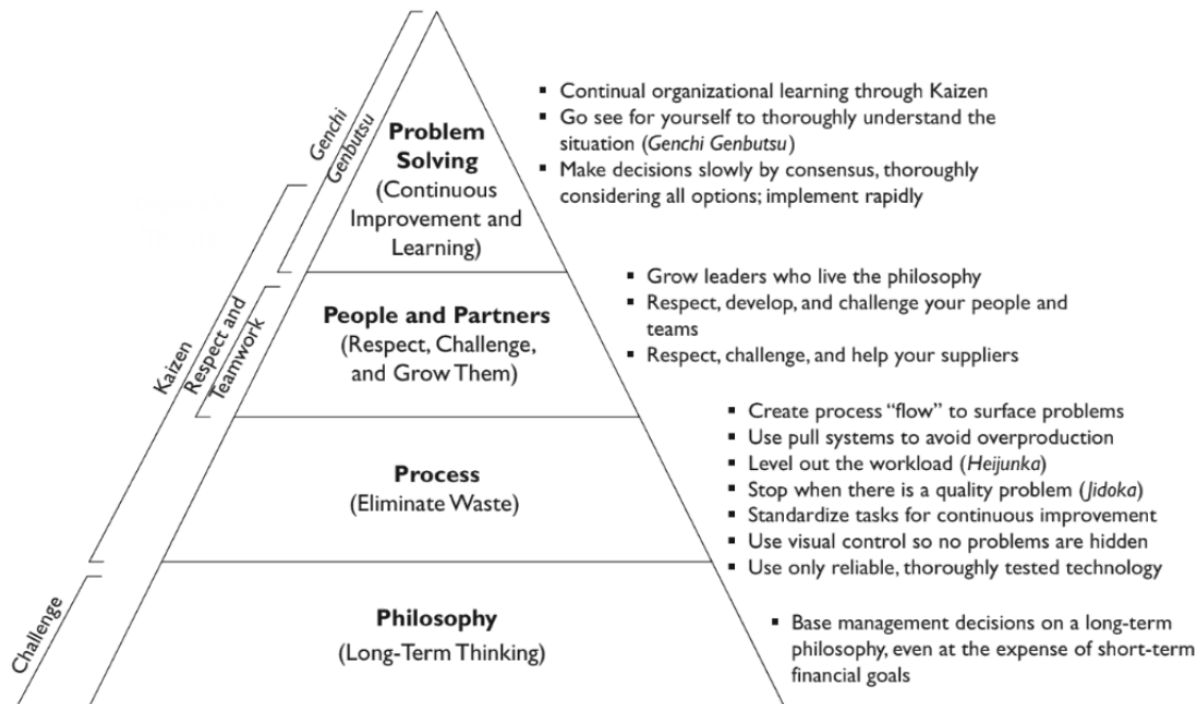 Genchi
Genbutsu
Problem
Solving
(Continuous
Improvement and
Learning)
▪ Continual organizational learning through Kaizen
▪ Go see for yourself to thoroughly understand the
situation (Genchi Genbutsu)
▪ Make decisions slowly by consensus, thoroughly
considering all options; implement rapidly
Kaizen
Respect and
Teamwork
People and Partners
(Respect, Challenge,
and Grow Them)
▪ Grow leaders who live the philosophy
▪ Respect, develop, and challenge your people and
teams
▪ Respect, challenge, and help your suppliers
Process
(Eliminate Waste)
▪ Create process “flow” to surface problems
▪ Use pull systems to avoid overproduction
▪ Level out the workload (Heijunka)
▪ Stop when there is a quality problem (Jidoka)
▪ Standardize tasks for continuous improvement
▪ Use visual control so no problems are hidden
▪ Use only reliable, thoroughly tested technology
Challenge
Philosophy
(Long-Term Thinking)
▪ Base management decisions on a long-term
philosophy, even at the expense of short-term
financial goals